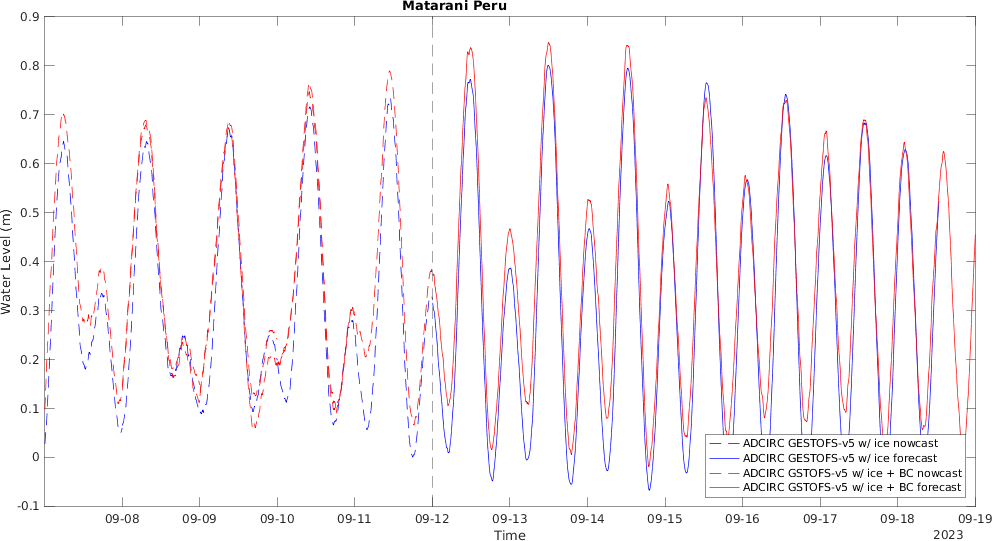 Matarani Peru
Water Level (m)
0.9
0.8
0.7
0.6
0.5
0.4
0.3
0.2
0.1
0
-0.1
ADCIRC GESTOFS-v5 w/ ice nowcast
ADCIRC GESTOFS-v5 w/ ice forecast
ADCIRC GSTOFS-v5 w/ ice + BC nowcast
ADCIRC GSTOFS-v5 w/ ice + BC forecast
09-08 09-09 09-10 09-11 09-12 09-13 09-14 09-15 09-16 09-17 09-18 09-19
Time
2023